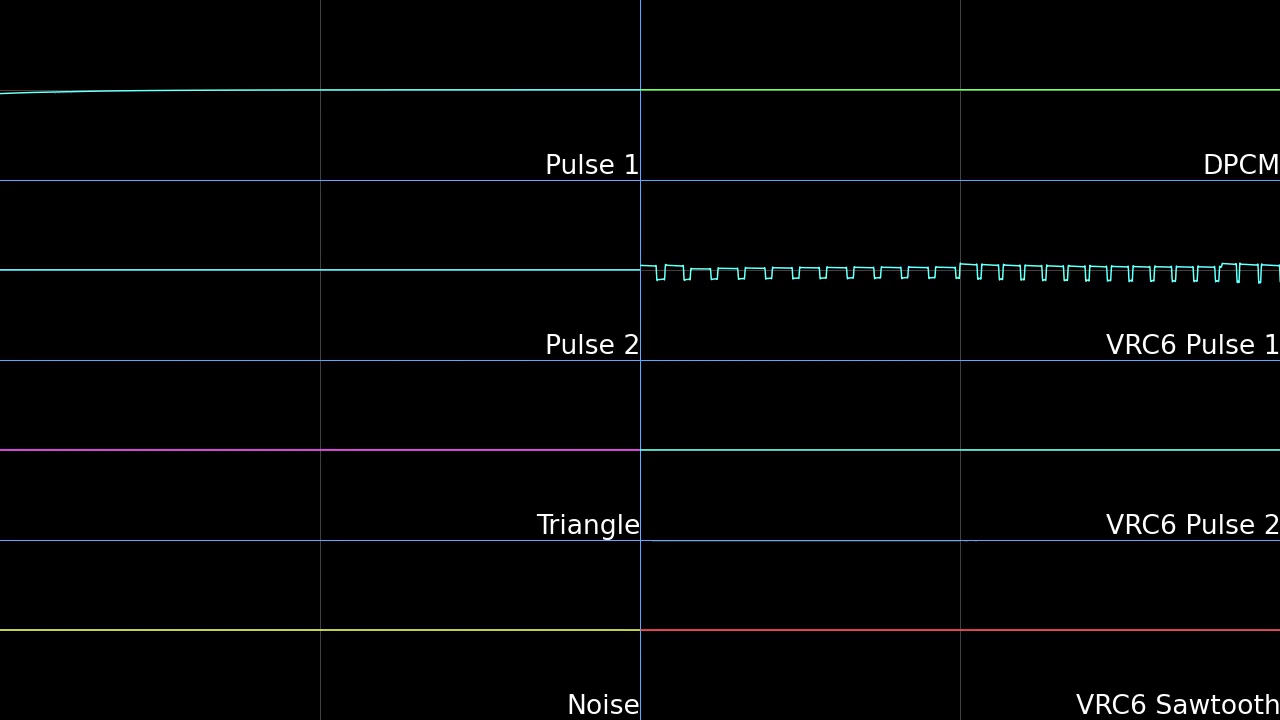 Pulse 1
DPCM
Pulse 2
VRC6 Pulse 1
Triangle
VRC6 Pulse 2
Noise
VRC6 Sawtooth